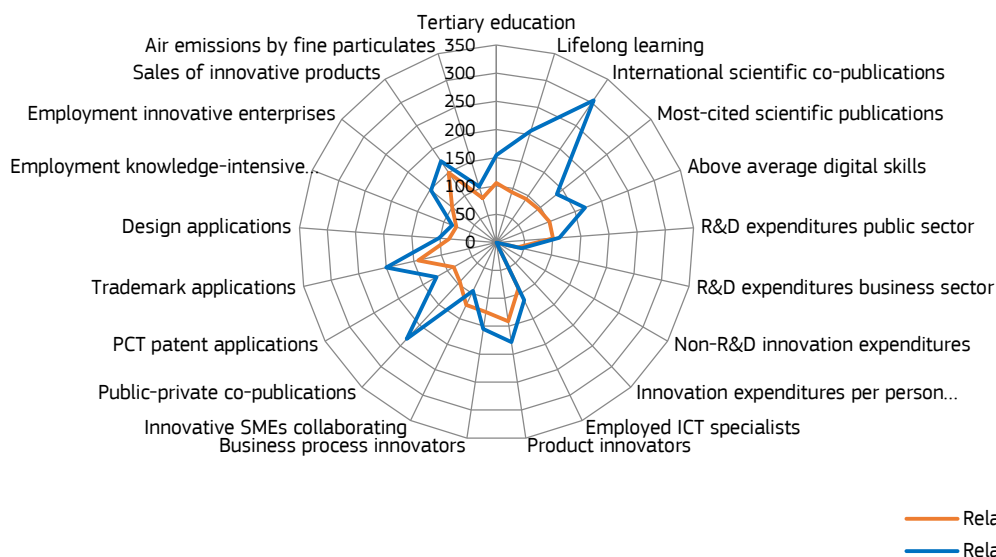 Tertiary education
Lifelong learning
International scientific co-publications
Most-cited scientific publications
Above average digital skills
R&D expenditures public sector
R&D expenditures business sector
Non-R&D innovation expenditures
Innovation expenditures per person...
Employed ICT specialists
Product innovators
Business process innovators
Innovative SMEs collaborating
Public-private co-publications
PCT patent applications
Trademark applications
Design applications
Employment knowledge-intensive...
Employment innovative enterprises
Sales of innovative products
Air emissions by fine particulates
350
300
250
200
150
100
50
0
Rela
Rela